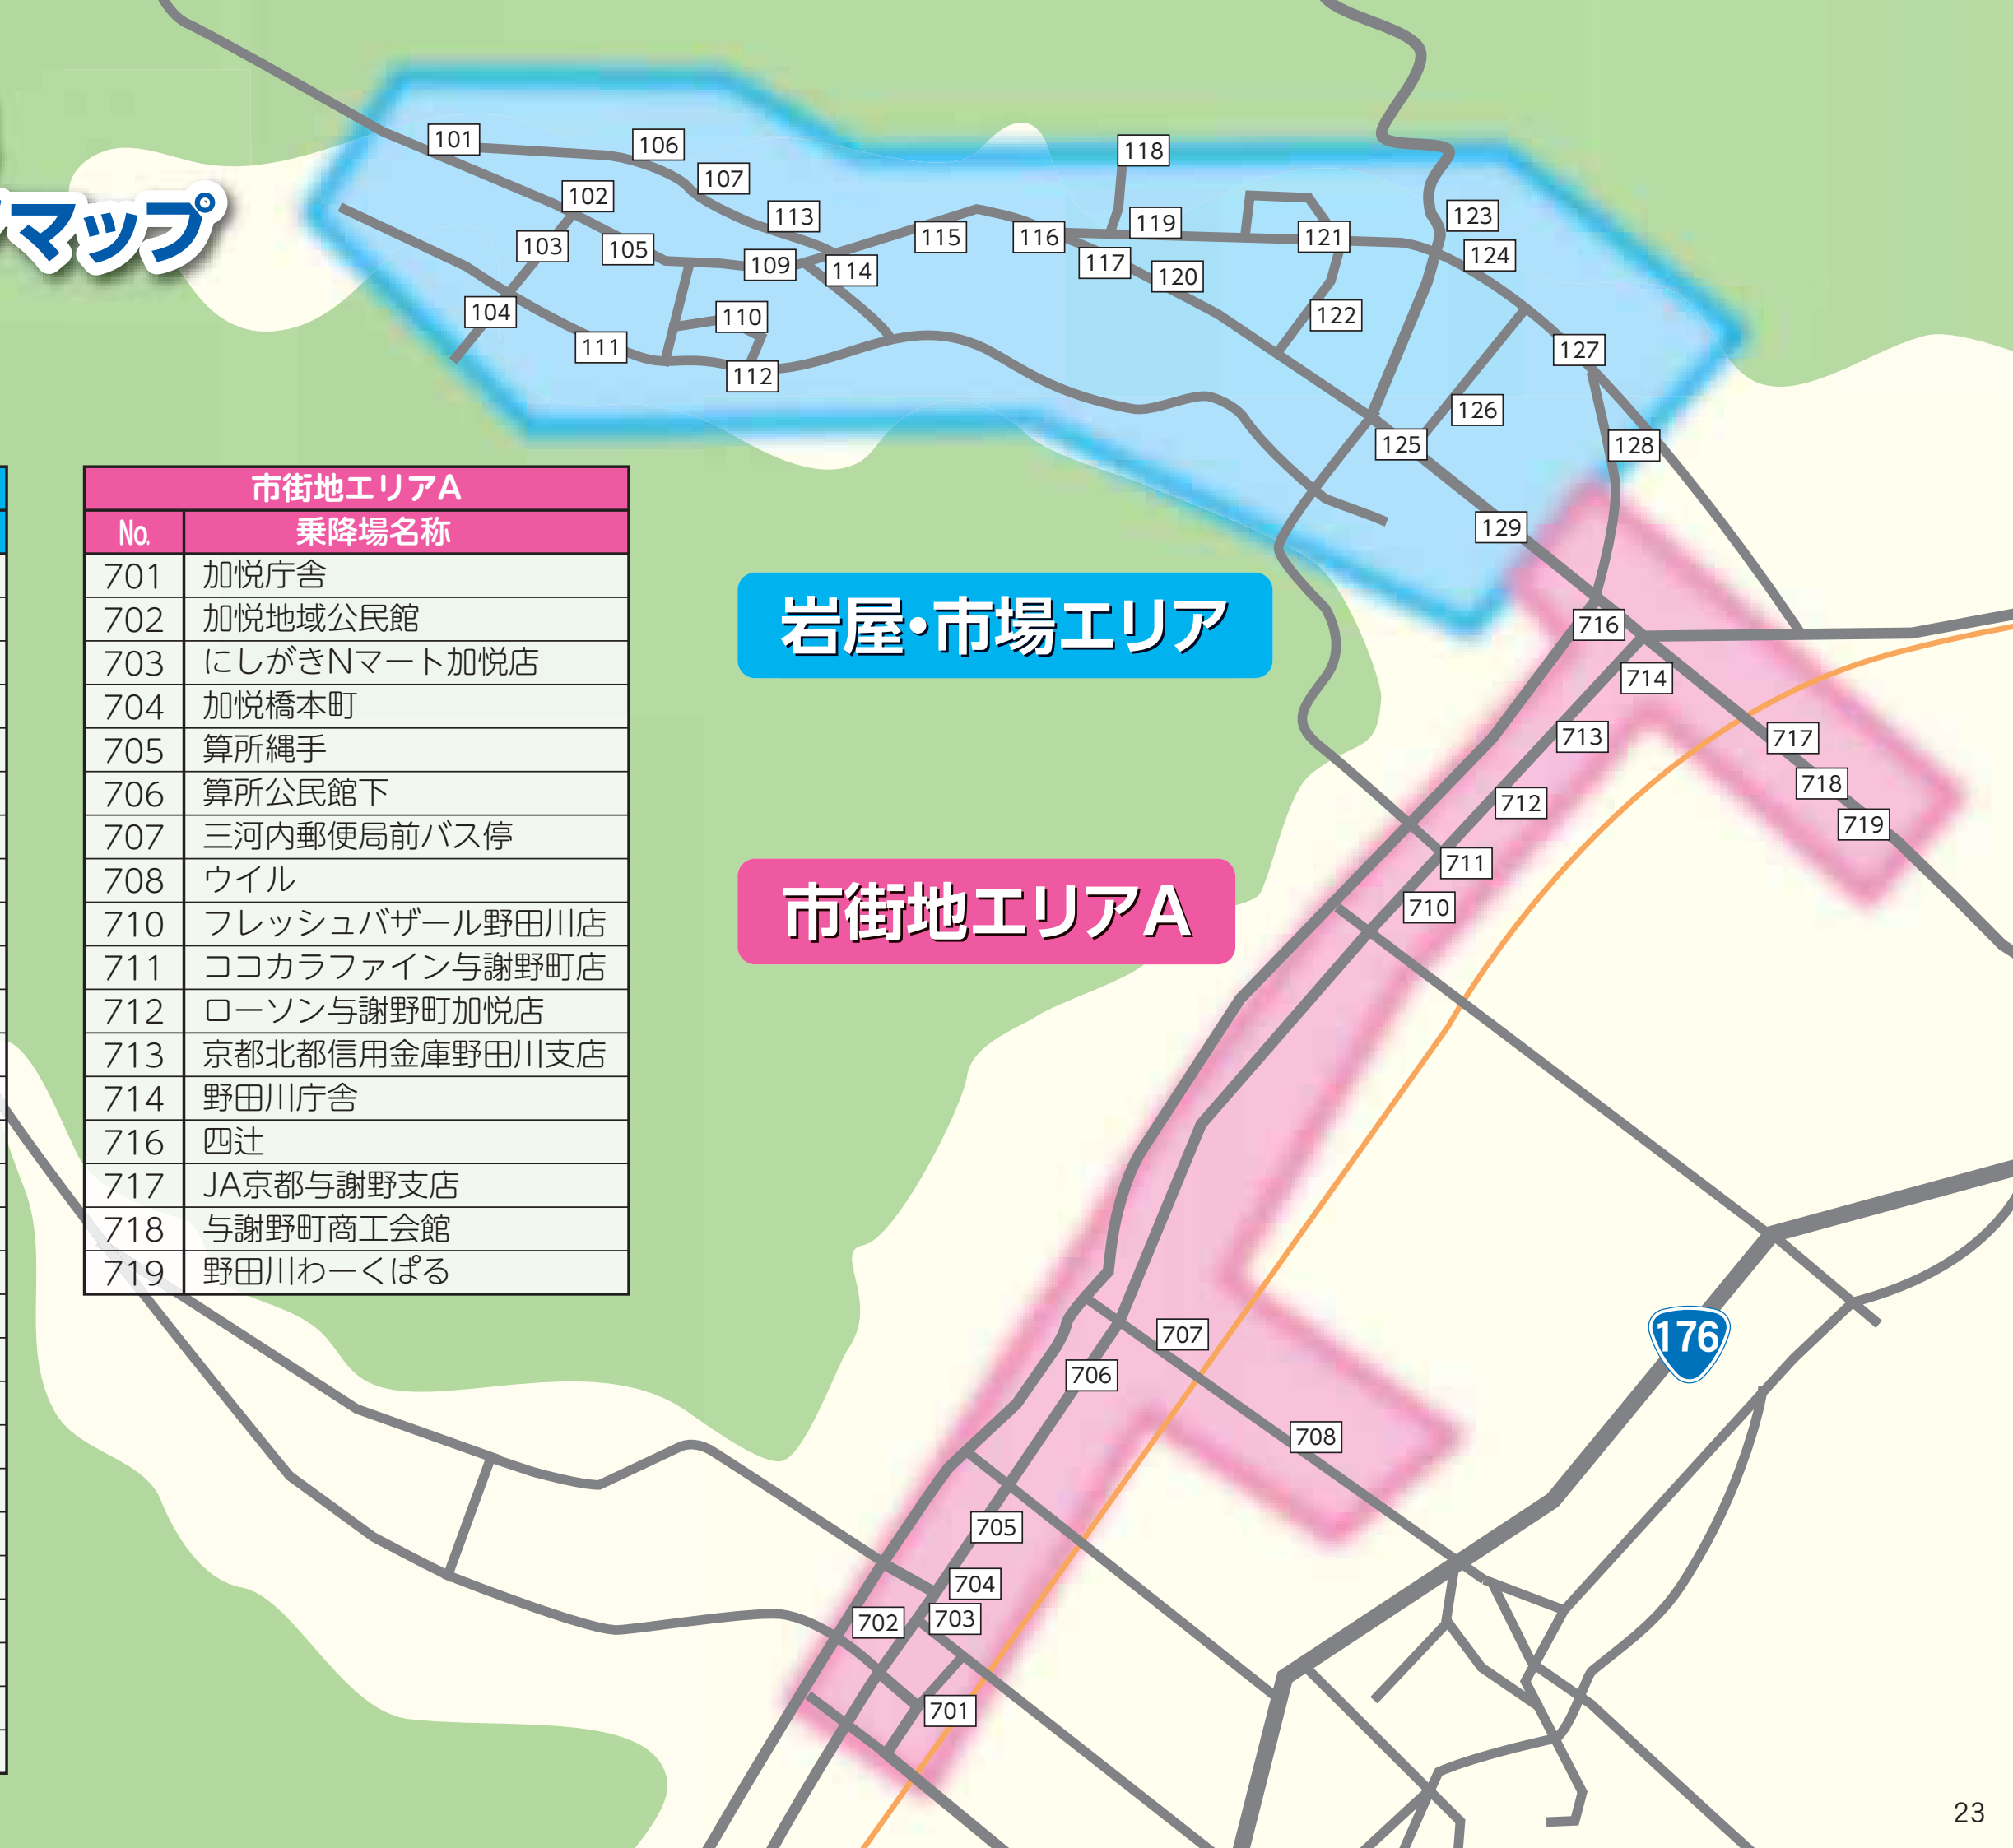 マップ
101
106
118
107
102
113
123
119
103
105
115
116
121
124
109
114
117
120
104
110
122
111
127
112
126
125
128
129
市街地エリアA
No. 乗降場名称
701 加悦庁舎
702 加悦地域公民館
703 にしがきNマート加悦店
704 加悦橋本町
705 算所縄手
706 算所公民館下
707 三河内郵便局前バス停
708 ウイル
710 フレッシュバザール野田川店
711 ココカラファイン与謝野町店
712 ローソン与謝野町加悦店
713 京都北都信用金庫野田川支店
714 野田川庁舎
716 四辻
717 JA京都与謝野支店
718 与謝野町商工会館
719 野田川わーくぱる
岩屋・市場エリア
市街地エリアA
716
714
713
717
718
712
719
711
710
707
176
706
708
705
704
703
702
701
23